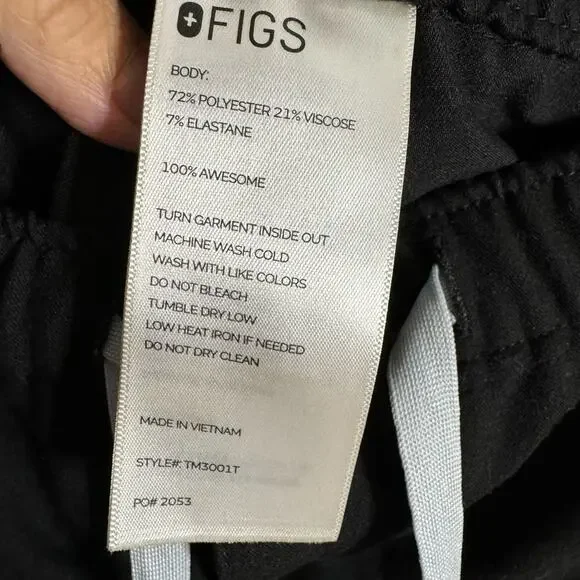 FIGS
BODY:
72% POLYESTER 21% VISCOSE
7% ELASTANE
100% AWESOME
TURN GARMENT INSIDE OUT
MACHINE WASH COLD
WASH WITH LIKE COLORS
DO NOT BLEACH
TUMBLE DRY LOW
LOW HEAT IRON IF NEEDED
DO NOT DRY CLEAN
MADE IN VIETNAM
STYLE#: TM3001T
PO# 2053